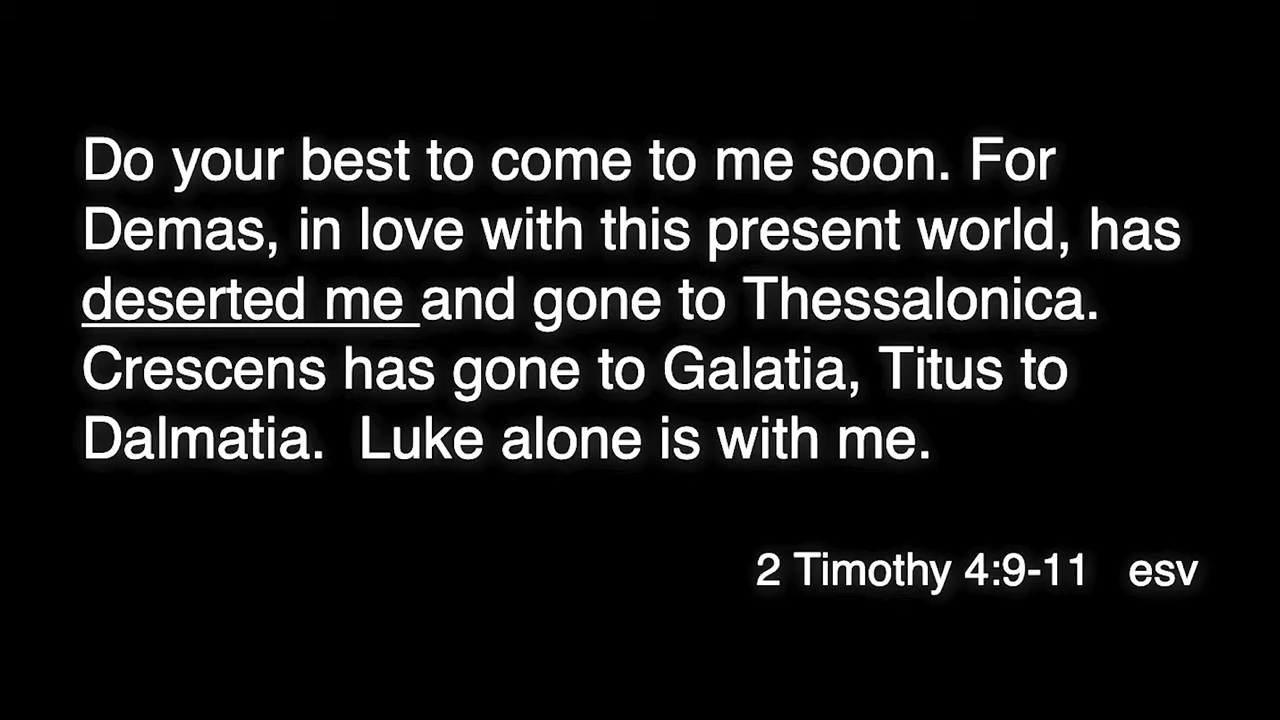 Do your best to come to me soon. For
Demas, in love with this present world, has
deserted me and gone to Thessalonica.
Crescens has gone to Galatia, Titus to
Dalmatia.  Luke alone is with me.
2 Timothy 4:9-11   esv